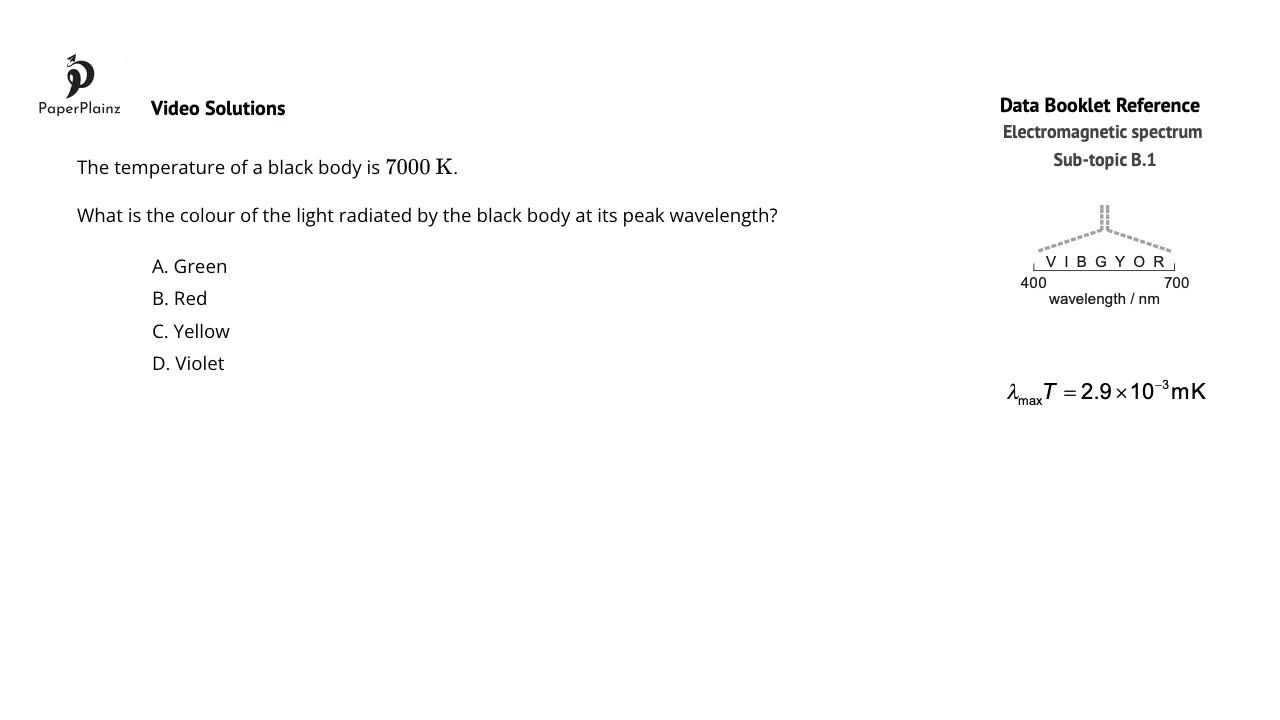 PaperPlainz
Video Solutions
The temperature of a black body is 7000 K.
What is the colour of the light radiated by the black body at its peak wavelength?
A. Green
B. Red
C. Yellow
D. Violet
Data Booklet Reference
Electromagnetic spectrum
Sub-topic B.1
V I B G Y O R
400 700
wavelength / nm
λmaxT = 2.9 × 10⁻³ m K